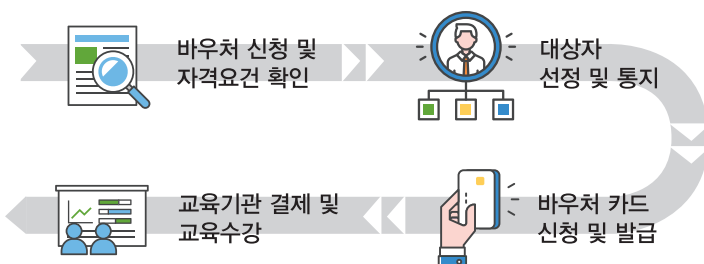 바우처 신청 및
자격요건 확인
대상자
선정 및 통지
바우처 카드
신청 및 발급
교육기관 결제 및
교육수강